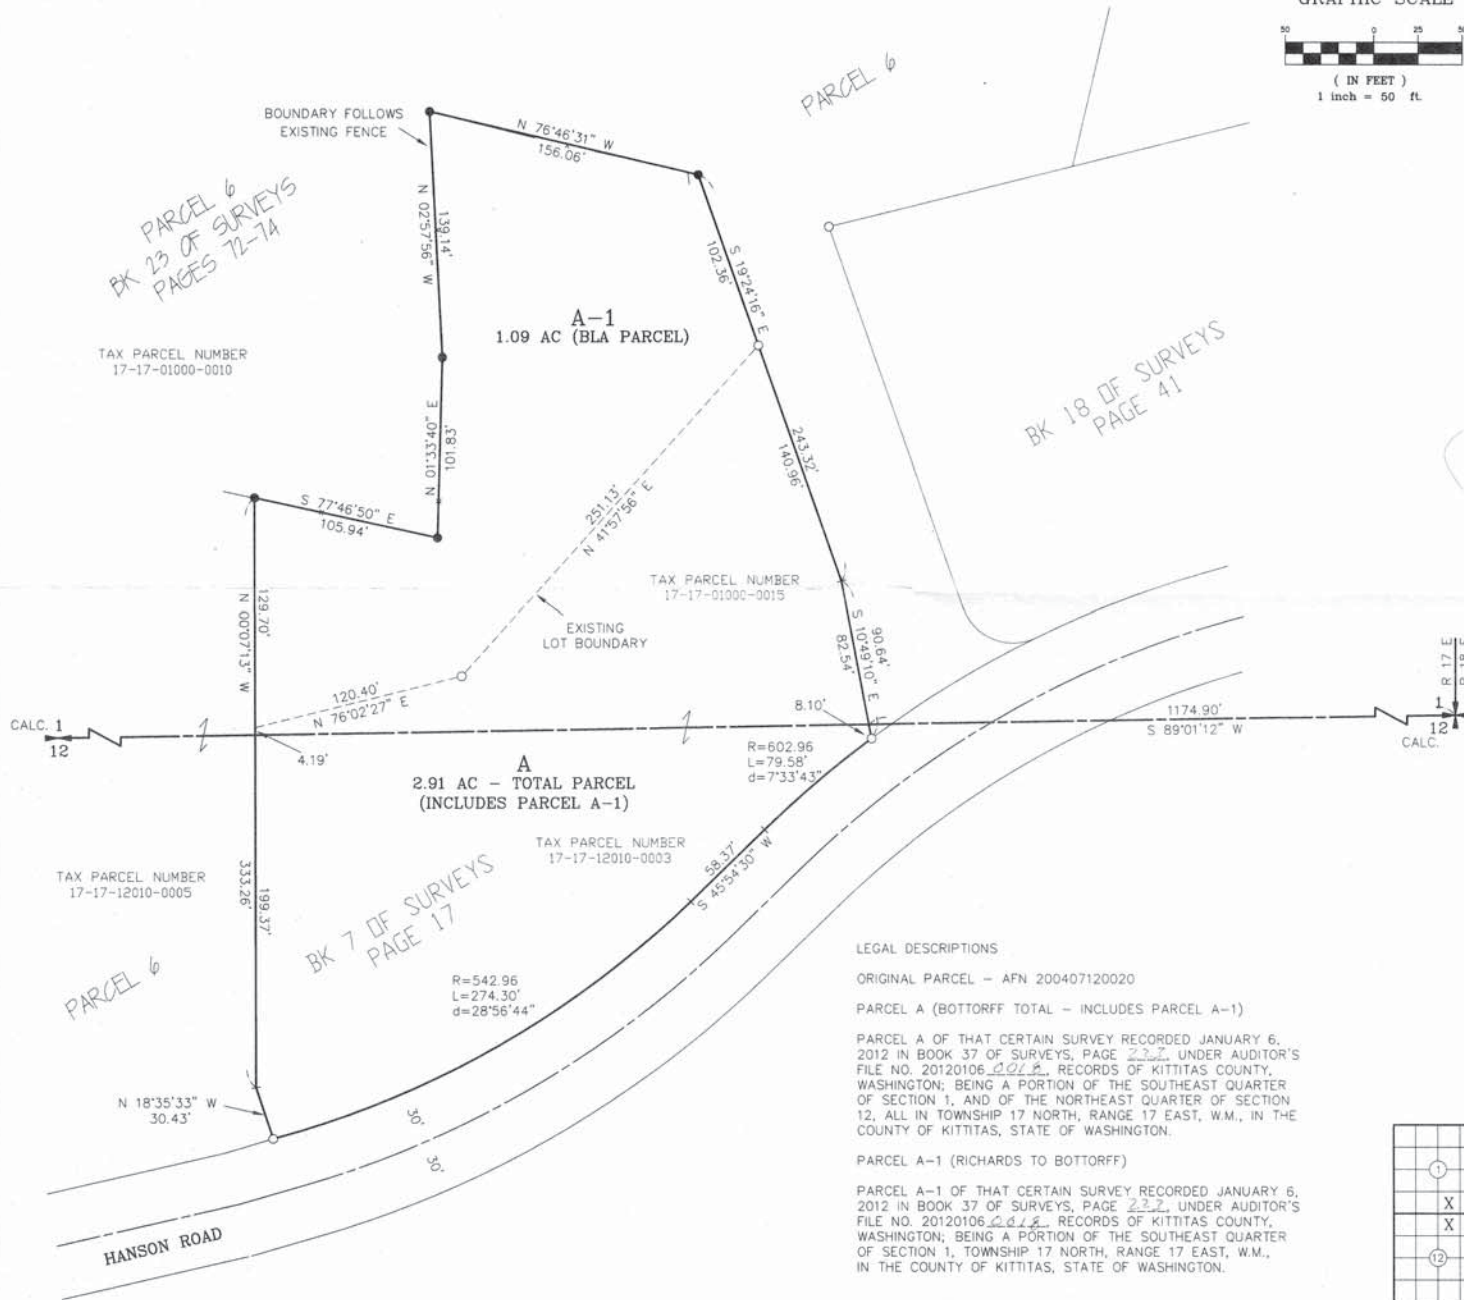 GRAPHIC SCALE
50 0 25 50
( IN FEET )
1 inch = 50 ft.
PARCEL 6
BOUNDARY FOLLOWS
EXISTING FENCE
N 76°46'31" W
156.06'
PARCEL 6
BK 23 OF SURVEYS
PAGES 72-74
N 02°57'56" W
139.14'
S 19°24'16" E
102.36'
A-1
1.09 AC (BLA PARCEL)
TAX PARCEL NUMBER
17-17-01000-0010
BK 18 OF SURVEYS
PAGE 41
N 01°33'40" E
101.83'
243.32'
140.96'
S 77°46'50" E
105.94'
251.13'
N 41°57'56" E
TAX PARCEL NUMBER
17-17-01000-0015
129.70'
N 00°07'13" W
EXISTING
LOT BOUNDARY
90.64'
S 10°49'10" E
82.54'
R 17 E
R 18 E
120.40'
N 76°02'27" E
8.10'
1174.90'
S 89°01'12" W
CALC. 1
12
1
12
CALC.
4.19'
R=602.96
L=79.58'
d=7°33'43"
A
2.91 AC - TOTAL PARCEL
(INCLUDES PARCEL A-1)
TAX PARCEL NUMBER
17-17-12010-0003
58.37'
S 45°54'30" W
TAX PARCEL NUMBER
17-17-12010-0005
333.26'
199.37'
BK 7 OF SURVEYS
PAGE 17
PARCEL 6
R=542.96
L=274.30'
d=28°56'44"
N 18°35'33" W
30.43'
30'
30'
HANSON ROAD
LEGAL DESCRIPTIONS
ORIGINAL PARCEL - AFN 200407120020
PARCEL A (BOTTORFF TOTAL - INCLUDES PARCEL A-1)
PARCEL A OF THAT CERTAIN SURVEY RECORDED JANUARY 6,
2012 IN BOOK 37 OF SURVEYS, PAGE UNDER AUDITOR'S
FILE NO. 20120106 0018, RECORDS OF KITTITAS COUNTY,
WASHINGTON; BEING A PORTION OF THE SOUTHEAST QUARTER
OF SECTION 1, AND OF THE NORTHEAST QUARTER OF SECTION
12, ALL IN TOWNSHIP 17 NORTH, RANGE 17 EAST, W.M., IN THE
COUNTY OF KITTITAS, STATE OF WASHINGTON.
PARCEL A-1 (RICHARDS TO BOTTORFF)
PARCEL A-1 OF THAT CERTAIN SURVEY RECORDED JANUARY 6,
2012 IN BOOK 37 OF SURVEYS, PAGE UNDER AUDITOR'S
FILE NO. 20120106 0018, RECORDS OF KITTITAS COUNTY,
WASHINGTON; BEING A PORTION OF THE SOUTHEAST QUARTER
OF SECTION 1, TOWNSHIP 17 NORTH, RANGE 17 EAST, W.M.,
IN THE COUNTY OF KITTITAS, STATE OF WASHINGTON.
1
X
X
12